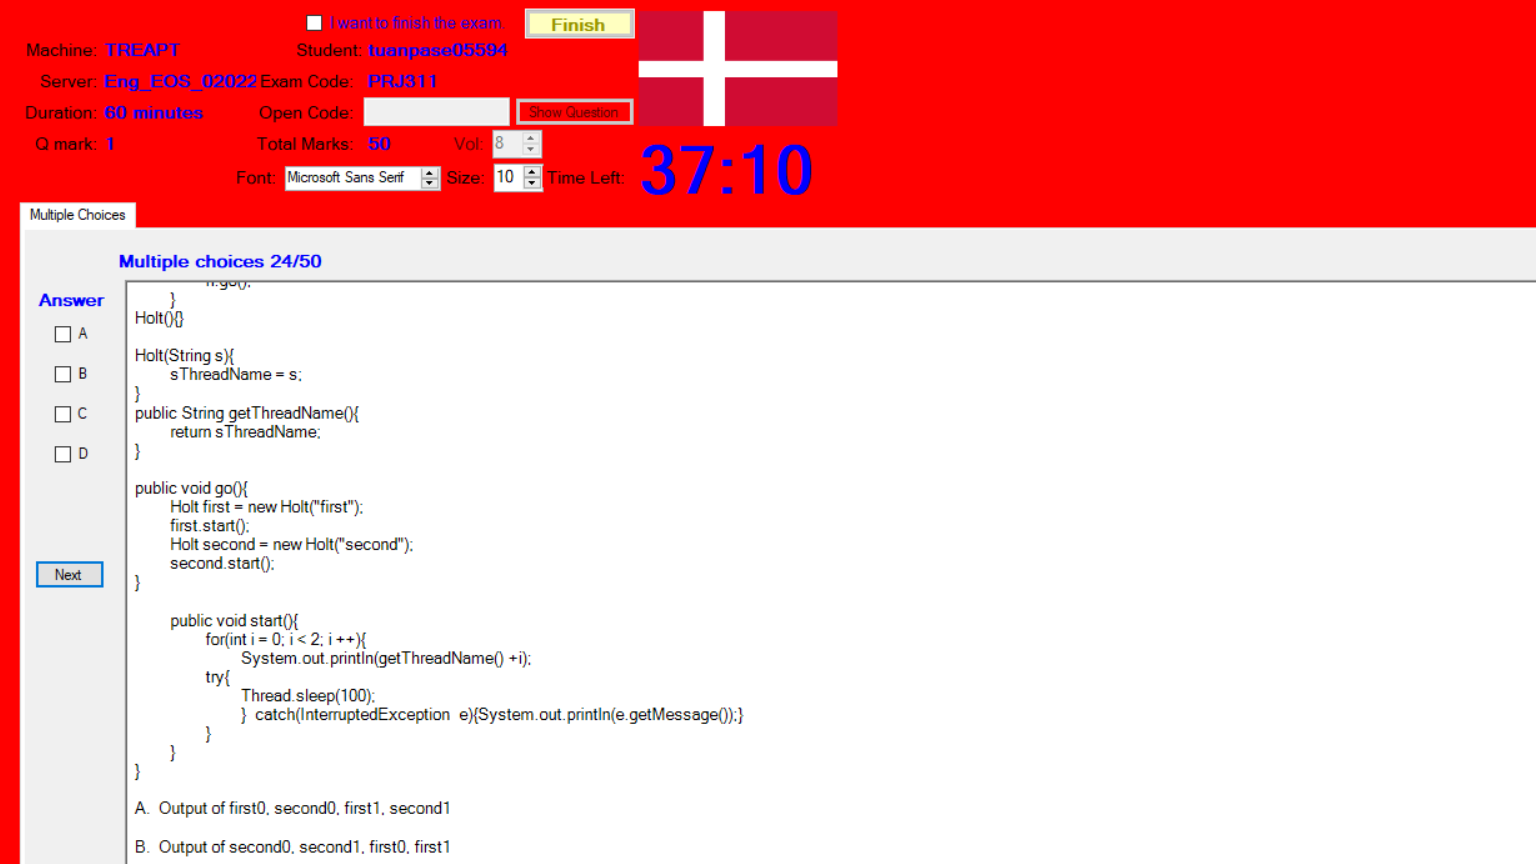 I want to finish the exam.
Finish
Machine: TREAPT
Student: tuanpase05594
Server: Eng_EOS_02022
Exam Code: PRJ311
Duration: 60 minutes
Open Code:
Show Question
Q mark: 1
Total Marks: 50
Vol: 8
Font: Microsoft Sans Serif
Size: 10
Time Left: 37:10
Multiple Choices
Multiple choices 24/50
Answer
A
B
C
D
Next
}
Holt(){}
Holt(String s){
sThreadName = s;
}
public String getThreadName(){
return sThreadName;
}
public void go(){
Holt first = new Holt("first");
first.start();
Holt second = new Holt("second");
second.start();
}
public void start(){
for(int i = 0; i < 2; i ++){
System.out.println(getThreadName() +i);
try{
Thread.sleep(100);
} catch(InterruptedException e){System.out.println(e.getMessage());}
}
}
}
A. Output of first0, second0, first1, second1
B. Output of second0, second1, first0, first1